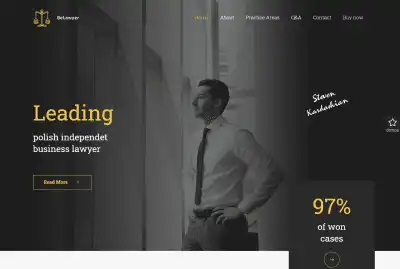 BeLawyer
Home About Practice Areas Q&A Contact Buy now
Leading
polish independet
business lawyer
Read More
Steven
Kardashian
97%
of won
cases